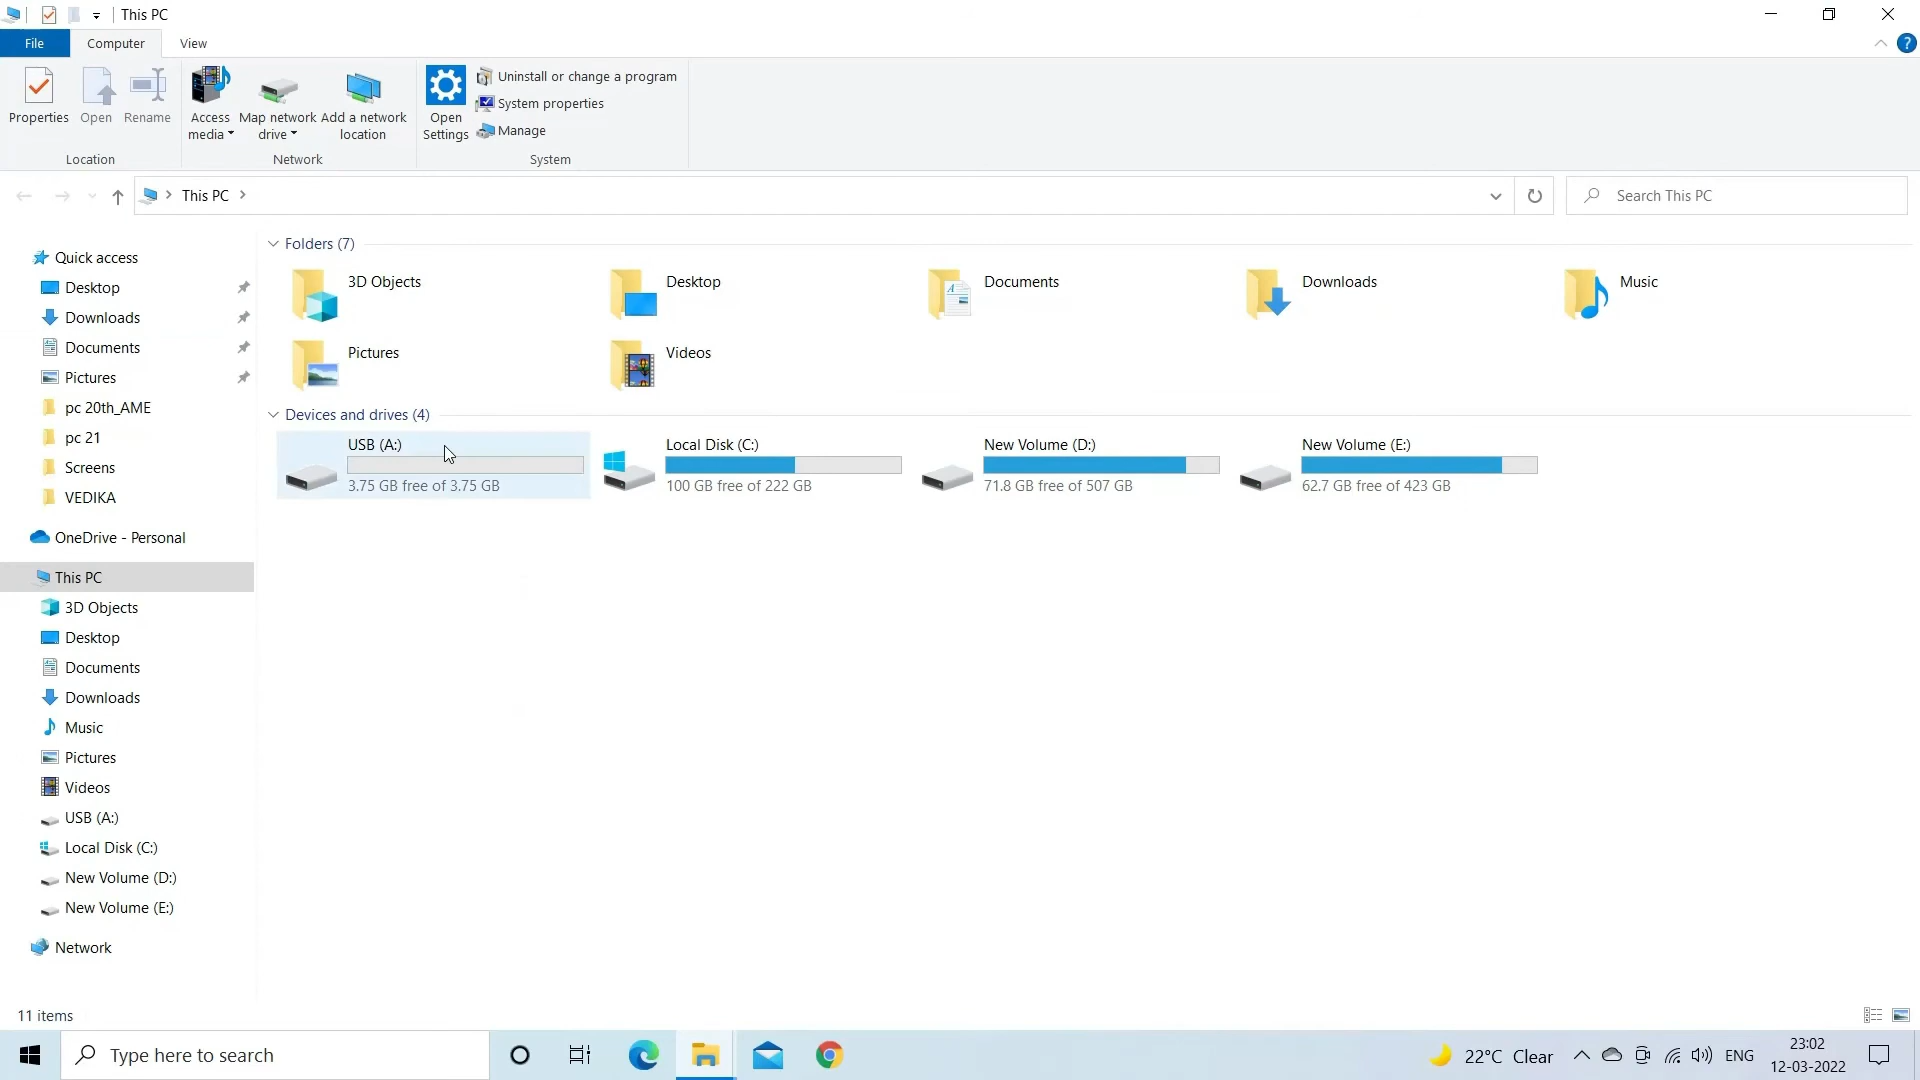 This PC
File Computer View
Properties Open Rename
Access media
Map network drive
Add a network location
Open Settings
Uninstall or change a program
System properties
Manage
Location Network System
This PC
Search This PC
Quick access
Desktop
Downloads
Documents
Pictures
pc 20th_AME
pc 21
Screens
VEDIKA
OneDrive - Personal
This PC
3D Objects
Desktop
Documents
Downloads
Music
Pictures
Videos
USB (A:)
Local Disk (C:)
New Volume (D:)
New Volume (E:)
Network
Folders (7)
3D Objects
Desktop
Documents
Downloads
Music
Pictures
Videos
Devices and drives (4)
USB (A:)
3.75 GB free of 3.75 GB
Local Disk (C:)
100 GB free of 222 GB
New Volume (D:)
71.8 GB free of 507 GB
New Volume (E:)
62.7 GB free of 423 GB
11 items
Type here to search
22°C Clear
ENG
23:02
12-03-2022